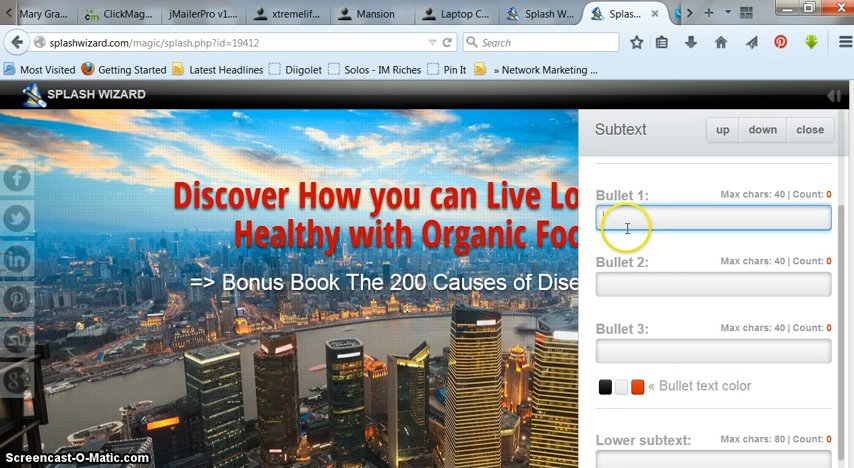 Mary Gra...
ClickMag...
jMailerPro v1....
xtremelif...
Mansion
Laptop C...
Splash W...
Splas...
splashwizard.com/magic/splash.php?id=19412
Search
Most Visited
Getting Started
Latest Headlines
Diigolet
Solos - IM Riches
Pin It
» Network Marketing ...
SPLASH WIZARD
Discover How you can Live Lo
Healthy with Organic Foo
=> Bonus Book The 200 Causes of Dise
Subtext
up
down
close
Bullet 1:
Max chars: 40 | Count: 0
Bullet 2:
Max chars: 40 | Count: 0
Bullet 3
Max chars: 40 | Count: 0
« Bullet text color
Lower subtext:
Max chars: 80 | Count: 0
Screencast-O-Matic.com